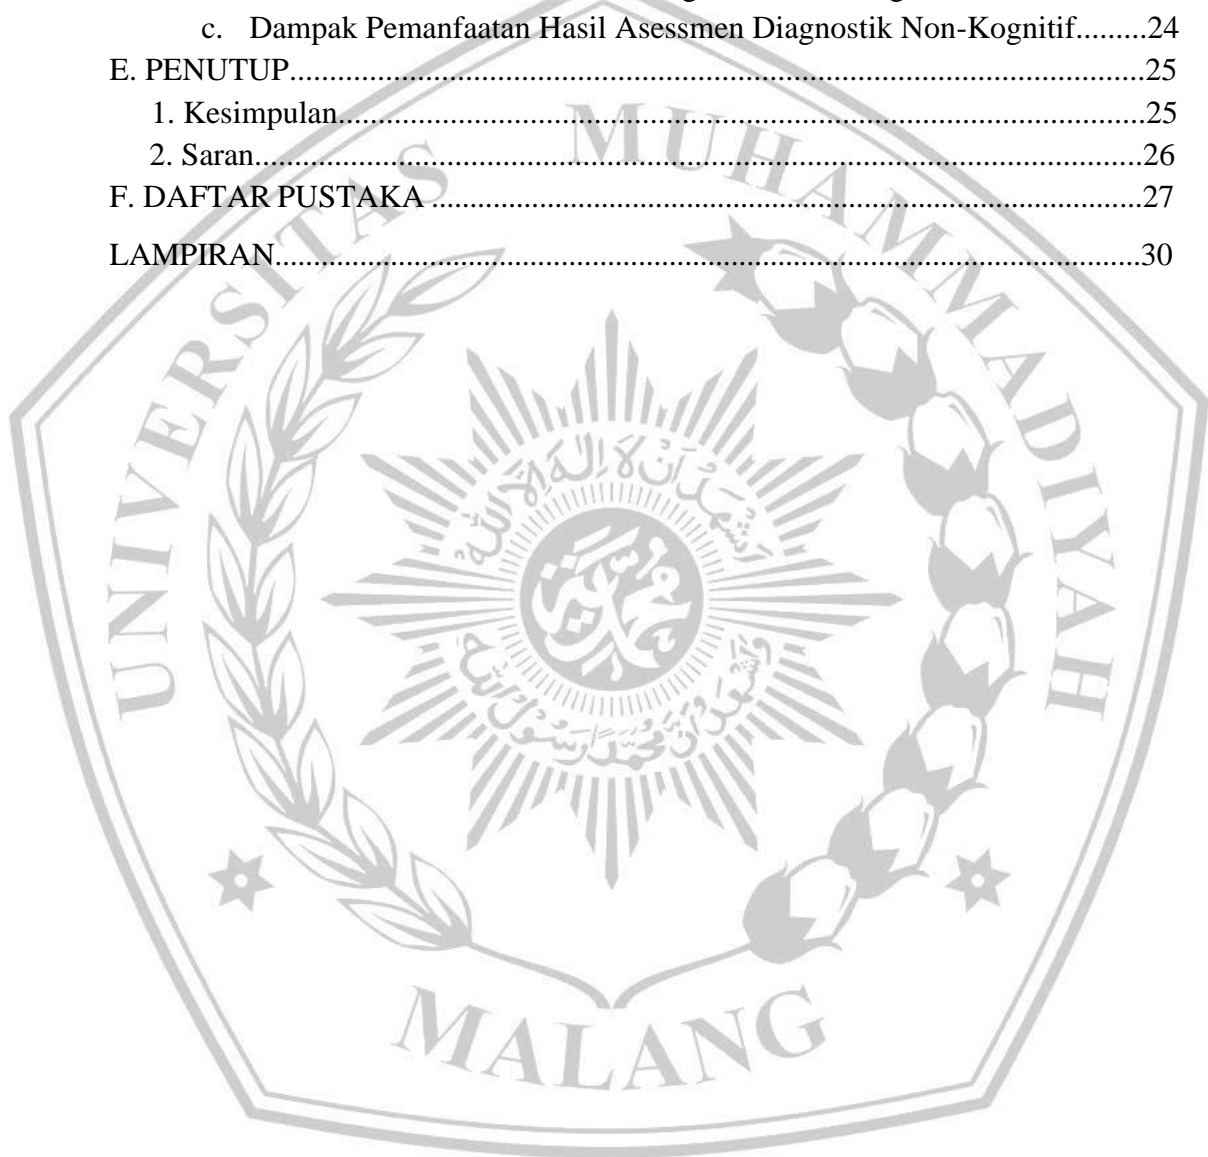 c. Dampak Pemanfaatan Hasil Asessmen Diagnostik Non-Kognitif.........24
E. PENUTUP..........................................................................................................25
1. Kesimpulan....................................................................................................25
2. Saran..............................................................................................................26
F. DAFTAR PUSTAKA ........................................................................................27
LAMPIRAN...........................................................................................................30
UNIVERSITAS MUHAMMADIYAH
MALANG